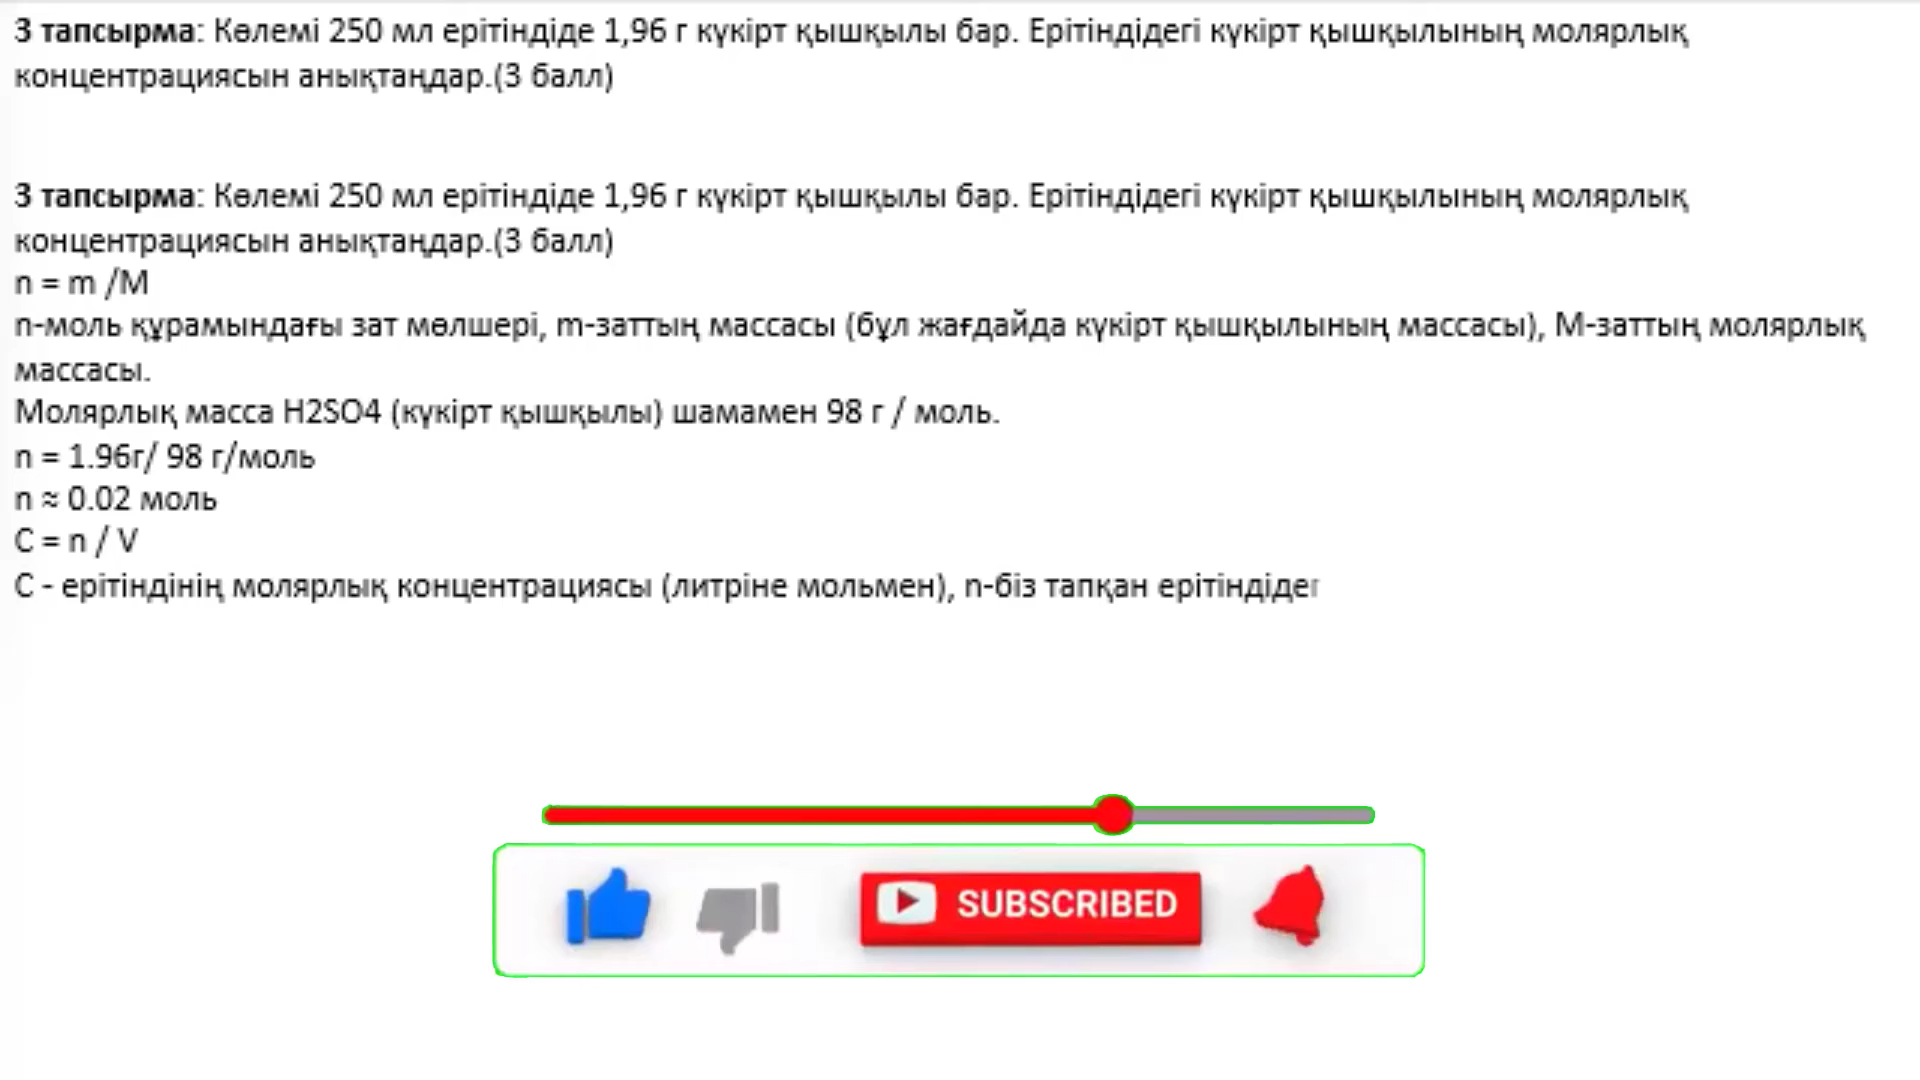 3 тапсырма: Көлемі 250 мл ерітіндіде 1,96 г күкірт қышқылы бар. Ерітіндідегі күкірт қышқылының молярлық
концентрациясын анықтаңдар.(3 балл)
3 тапсырма: Көлемі 250 мл ерітіндіде 1,96 г күкірт қышқылы бар. Ерітіндідегі күкірт қышқылының молярлық
концентрациясын анықтаңдар.(3 балл)
n = m /M
n-моль құрамындағы зат мөлшері, m-заттың массасы (бұл жағдайда күкірт қышқылының массасы), M-заттың молярлық
массасы.
Молярлық масса H2SO4 (күкірт қышқылы) шамамен 98 г / моль.
n = 1.96г/ 98 г/моль
n ≈ 0.02 моль
C = n / V
C - ерітіндінің молярлық концентрациясы (литріне мольмен), n-біз тапқан ерітіндідег
SUBSCRIBED